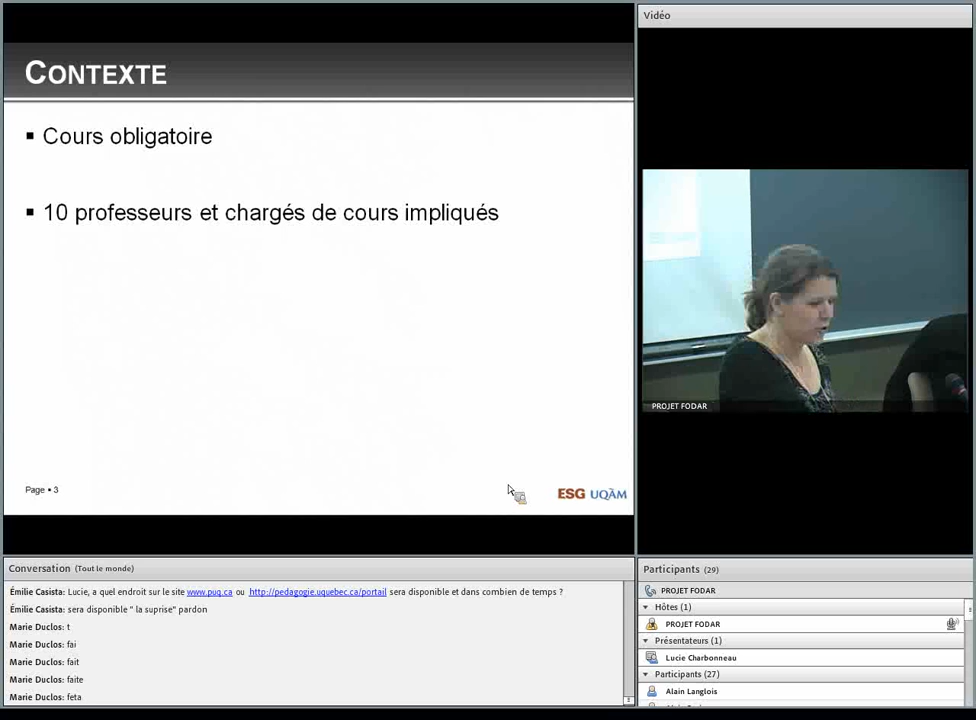 CONTEXTE
▪ Cours obligatoire
▪ 10 professeurs et chargés de cours impliqués
Page ▪ 3
ESG UQÀM
Vidéo
PROJET FODAR
Conversation (Tout le monde)
Émilie Casista: Lucie, a quel endroit sur le site www.puq.ca ou http://pedagogie.uquebec.ca/portail sera disponible et dans combien de temps ?
Émilie Casista: sera disponible " la suprise" pardon
Marie Duclos: t
Marie Duclos: fai
Marie Duclos: fait
Marie Duclos: faite
Marie Duclos: feta
Participants (29)
PROJET FODAR
Hôtes (1)
PROJET FODAR
Présentateurs (1)
Lucie Charbonneau
Participants (27)
Alain Langlois